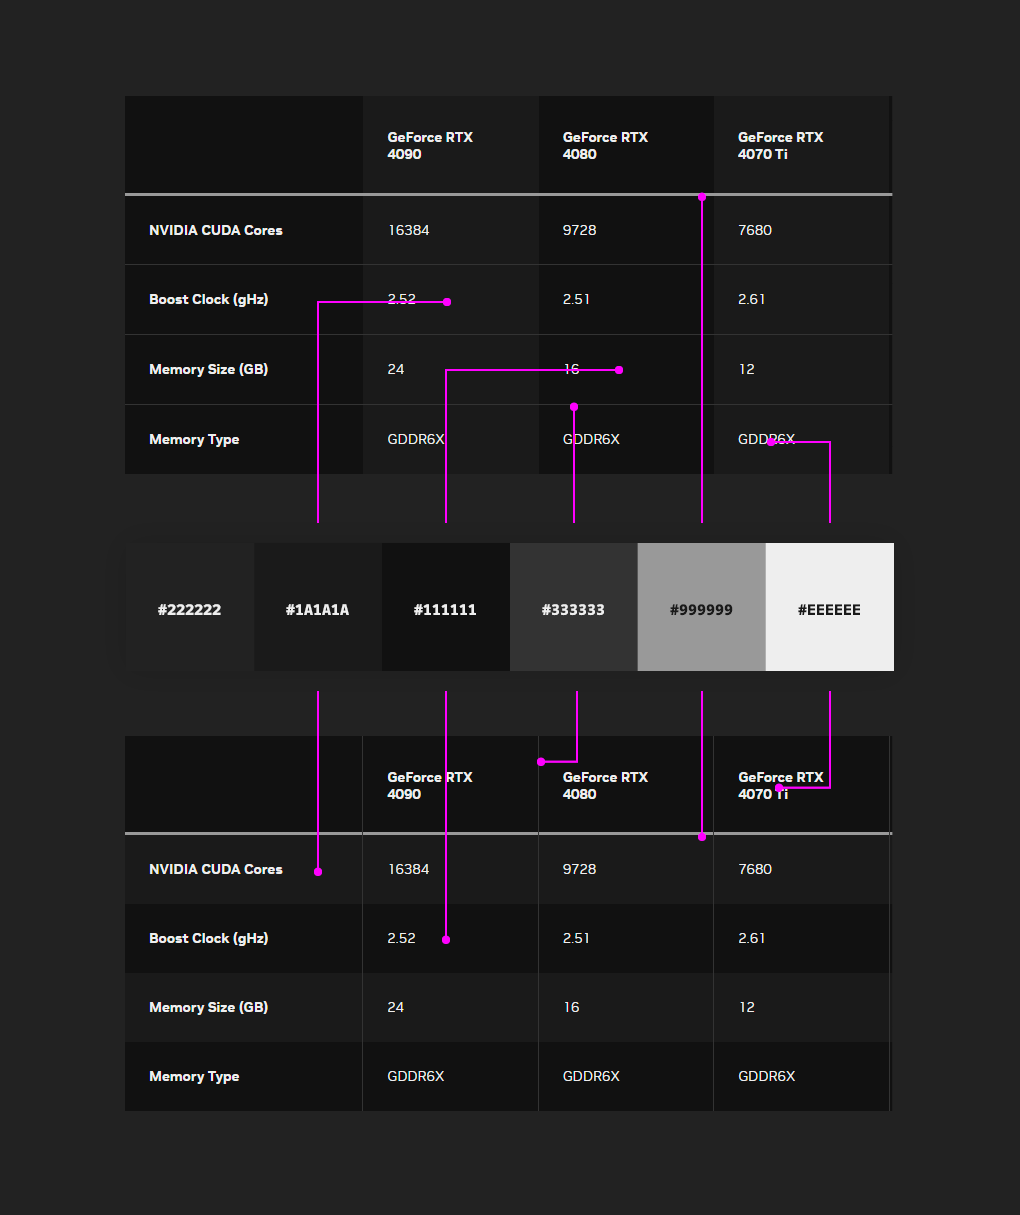 GeForce RTX 4090 GeForce RTX 4080 GeForce RTX 4070 Ti
NVIDIA CUDA Cores 16384 9728 7680
Boost Clock (gHz) 2.52 2.51 2.61
Memory Size (GB) 24 16 12
Memory Type GDDR6X GDDR6X GDDR6X
#222222 #1A1A1A #111111 #333333 #999999 #EEEEEE
GeForce RTX 4090 GeForce RTX 4080 GeForce RTX 4070 Ti
NVIDIA CUDA Cores 16384 9728 7680
Boost Clock (gHz) 2.52 2.51 2.61
Memory Size (GB) 24 16 12
Memory Type GDDR6X GDDR6X GDDR6X